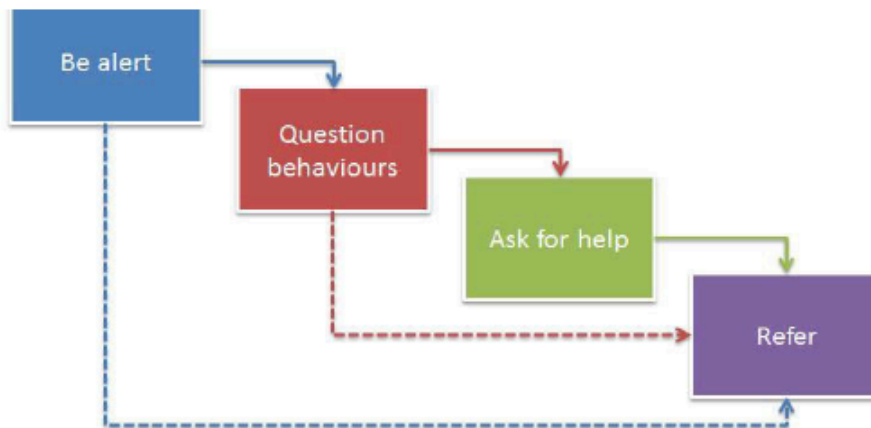 Be alert
Question
behaviours
Ask for help
Refer